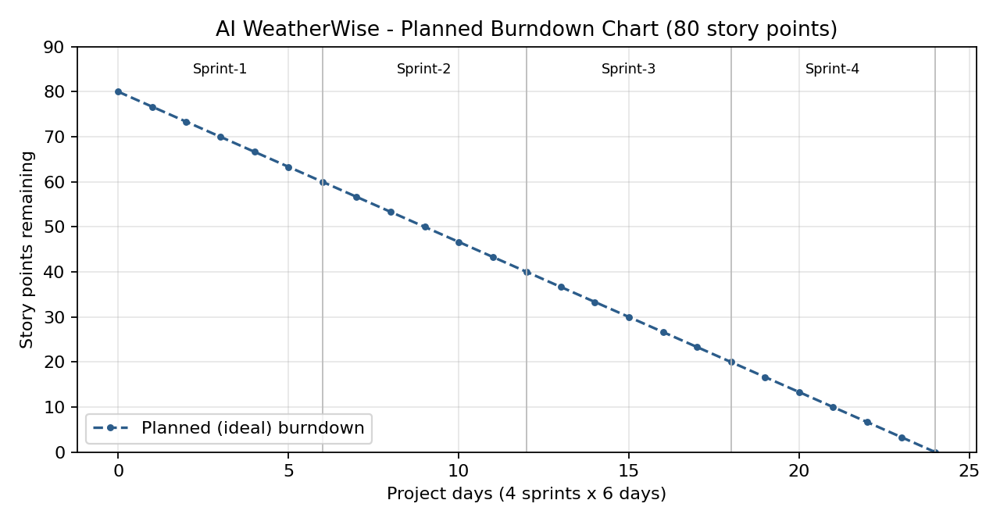 AI WeatherWise - Planned Burndown Chart (80 story points)
90
80
70
60
50
40
30
20
10
0
Story points remaining
Sprint-1
Sprint-2
Sprint-3
Sprint-4
Planned (ideal) burndown
0
5
10
15
20
25
Project days (4 sprints x 6 days)